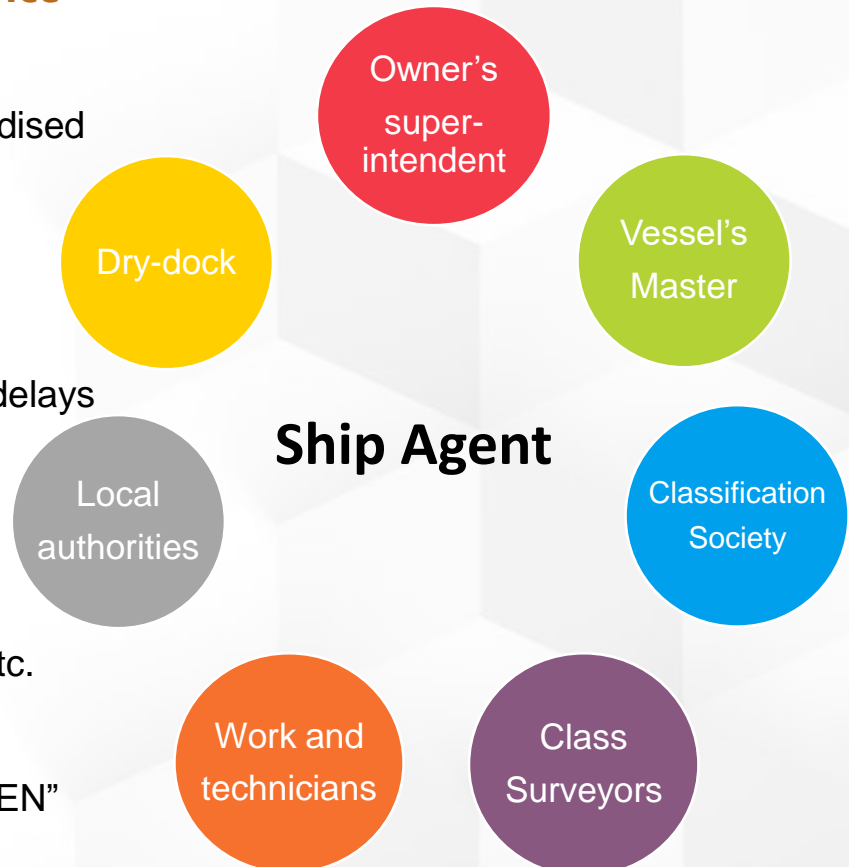 dised
delays
tc.
EN”
Owner’s
super-
intendent
Vessel’s
Master
Classification
Society
Class
Surveyors
Work and
technicians
Local
authorities
Dry-dock
Ship Agent